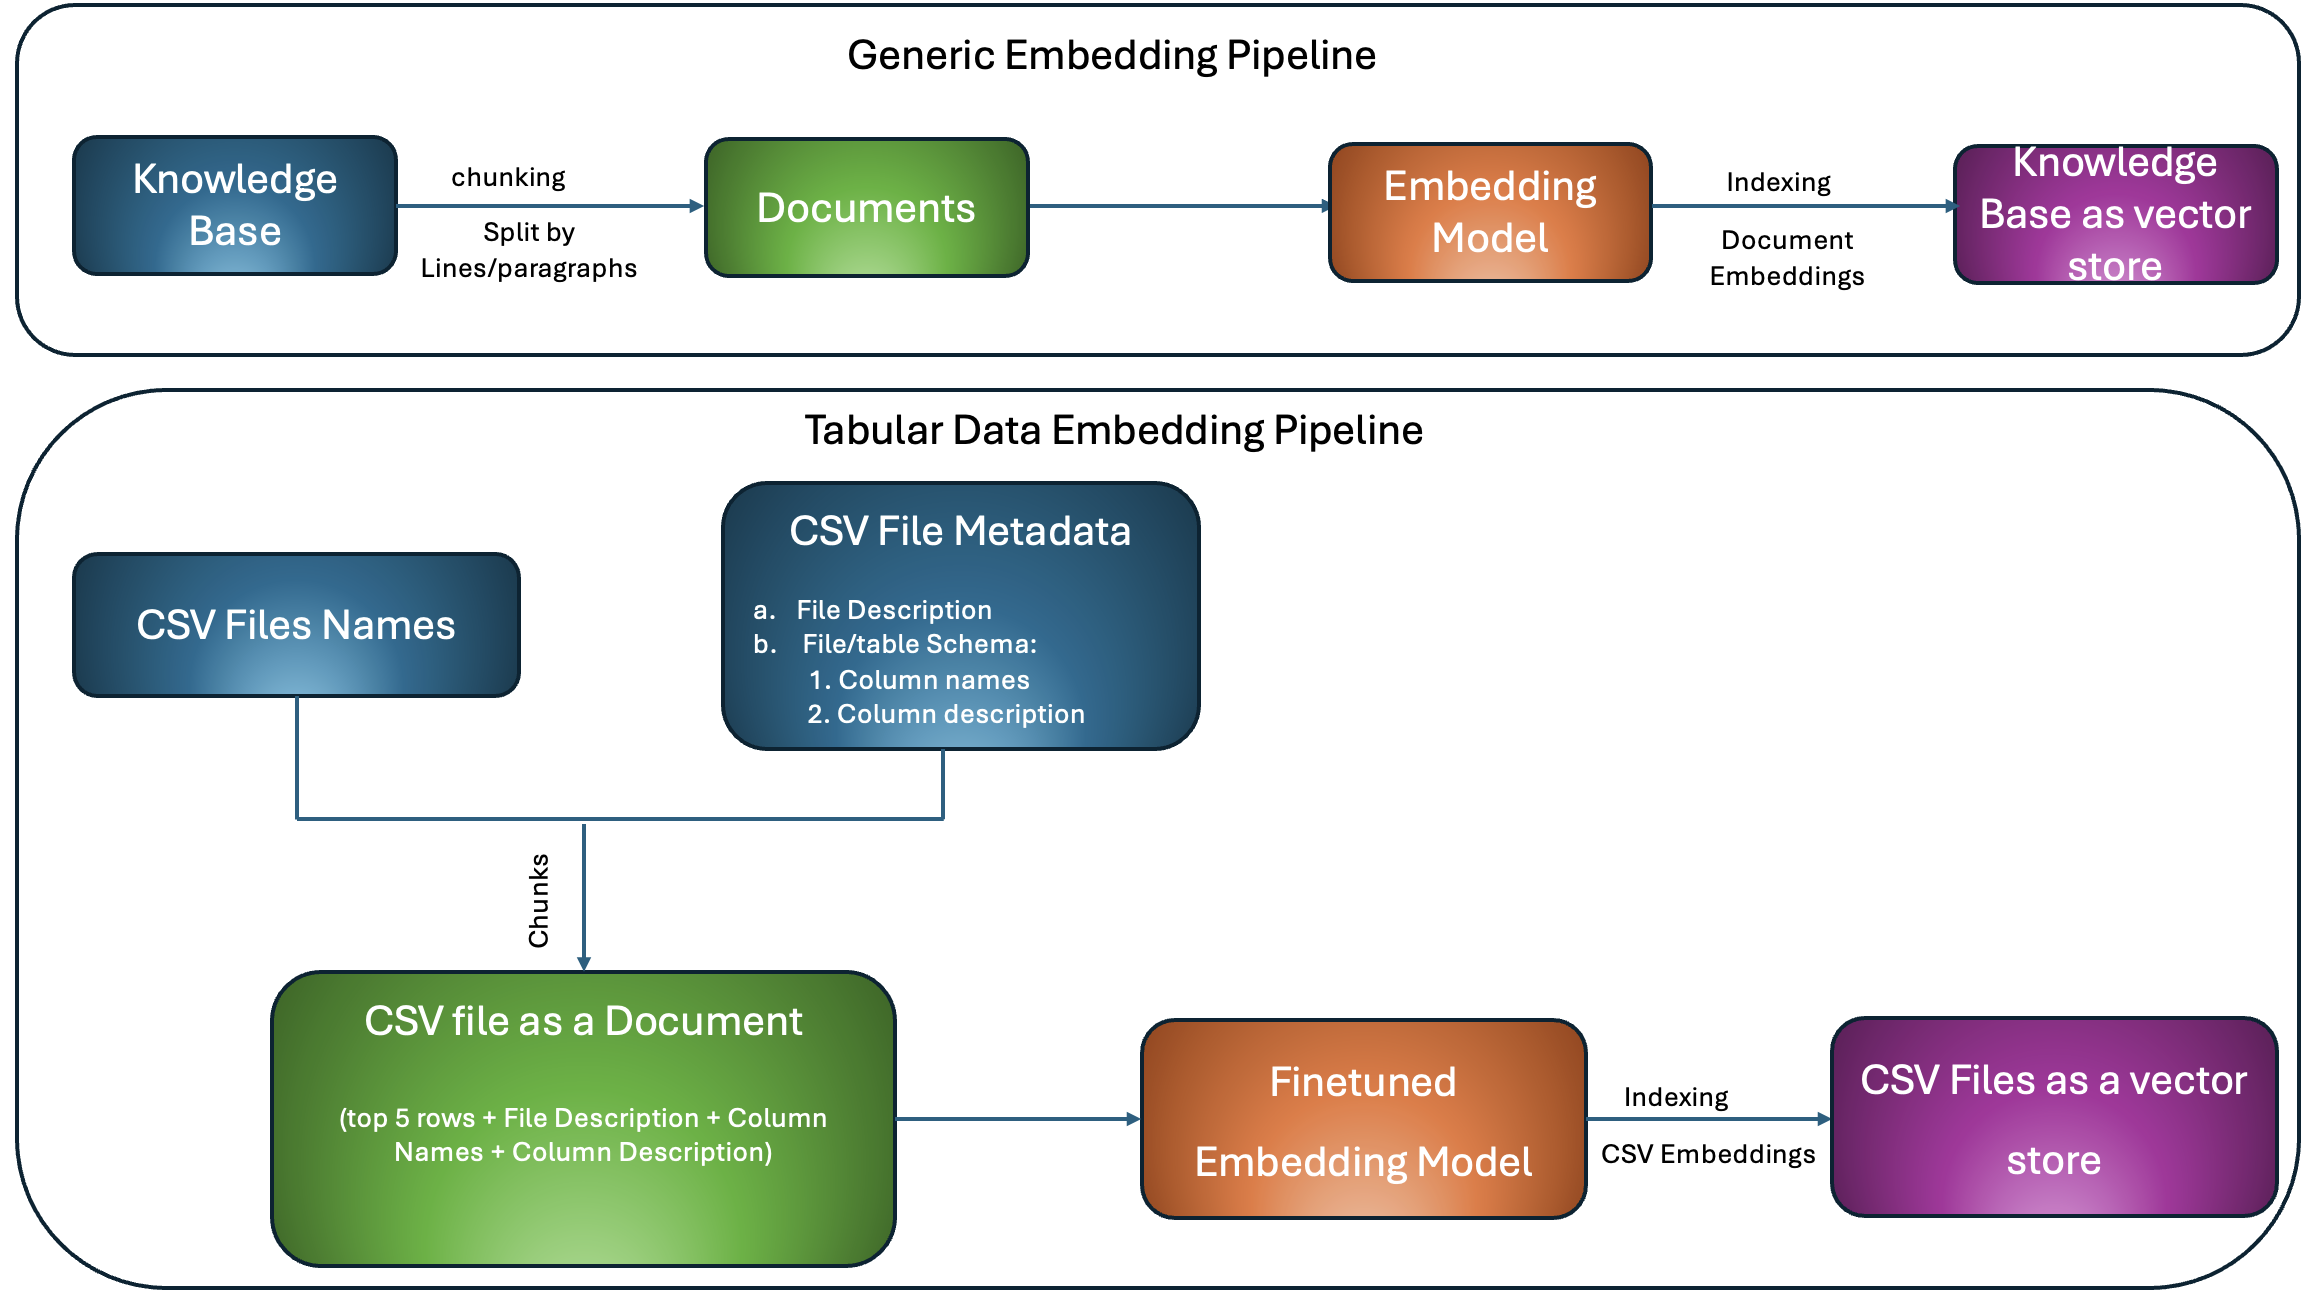 Generic Embedding Pipeline
Knowledge
Base
chunking
Split by
Lines/paragraphs
Documents
Embedding
Model
Indexing
Document
Embeddings
Knowledge
Base as vector
store
Tabular Data Embedding Pipeline
CSV Files Names
CSV File Metadata
a. File Description
b. File/table Schema:
1. Column names
2. Column description
Chunks
CSV file as a Document
(top 5 rows + File Description + Column
Names + Column Description)
Finetuned
Embedding Model
Indexing
CSV Embeddings
CSV Files as a vector
store